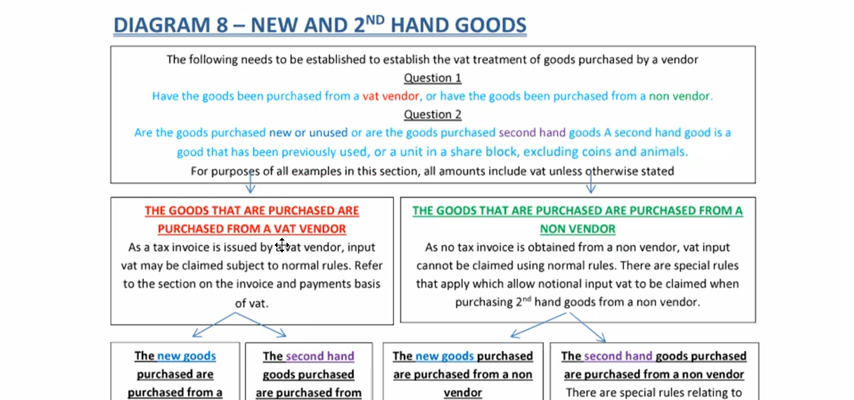 DIAGRAM 8 – NEW AND 2ND HAND GOODS
The following needs to be established to establish the vat treatment of goods purchased by a vendor
Question 1
Have the goods been purchased from a vat vendor, or have the goods been purchased from a non vendor.
Question 2
Are the goods purchased new or unused or are the goods purchased second hand goods A second hand good is a
good that has been previously used, or a unit in a share block, excluding coins and animals.
For purposes of all examples in this section, all amounts include vat unless otherwise stated
THE GOODS THAT ARE PURCHASED ARE
PURCHASED FROM A VAT VENDOR
As a tax invoice is issued by a vat vendor, input
vat may be claimed subject to normal rules. Refer
to the section on the invoice and payments basis
of vat.
THE GOODS THAT ARE PURCHASED ARE PURCHASED FROM A
NON VENDOR
As no tax invoice is obtained from a non vendor, vat input
cannot be claimed using normal rules. There are special rules
that apply which allow notional input vat to be claimed when
purchasing 2nd hand goods from a non vendor.
The new goods
purchased are
purchased from a
The second hand
goods purchased
are purchased from
The new goods purchased
are purchased from a non
vendor
The second hand goods purchased
are purchased from a non vendor
There are special rules relating to